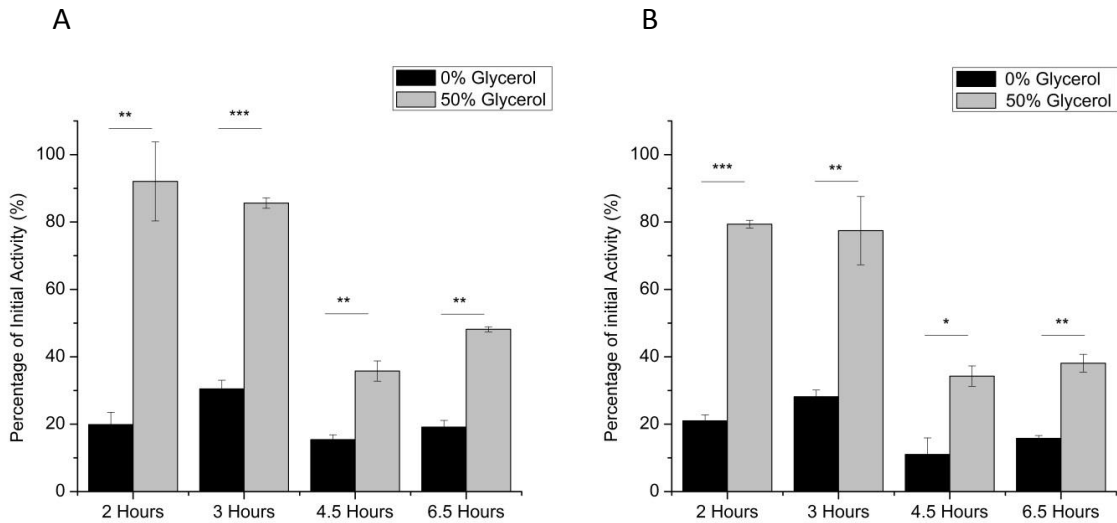 A
0% Glycerol
50% Glycerol
** ***
** **
Percentage of Initial Activity (%)
100
80
60
40
20
0
2 Hours 3 Hours 4.5 Hours 6.5 Hours
B
0% Glycerol
50% Glycerol
*** **
* **
Percentage of initial Activity (%)
100
80
60
40
20
0
2 Hours 3 Hours 4.5 Hours 6.5 Hours